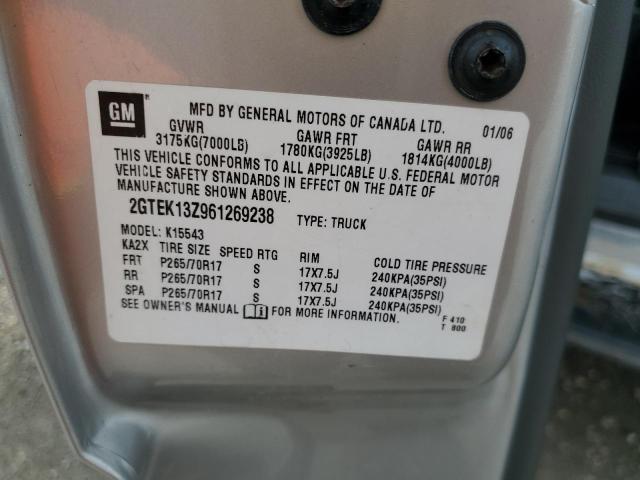 GM
MFD BY GENERAL MOTORS OF CANADA LTD. 01/06
GVWR GAWR FRT GAWR RR
3175KG(7000LB) 1780KG(3925LB) 1814KG(4000LB)
THIS VEHICLE CONFORMS TO ALL APPLICABLE U.S. FEDERAL MOTOR
VEHICLE SAFETY STANDARDS IN EFFECT ON THE DATE OF
MANUFACTURE SHOWN ABOVE.
2GTEK13Z961269238 TYPE: TRUCK
MODEL: K15543
KA2X TIRE SIZE SPEED RTG RIM COLD TIRE PRESSURE
FRT P265/70R17 S 17X7.5J 240KPA(35PSI)
RR P265/70R17 S 17X7.5J 240KPA(35PSI)
SPA P265/70R17 S 17X7.5J 240KPA(35PSI)
SEE OWNER'S MANUAL FOR MORE INFORMATION.
F 410
T 800